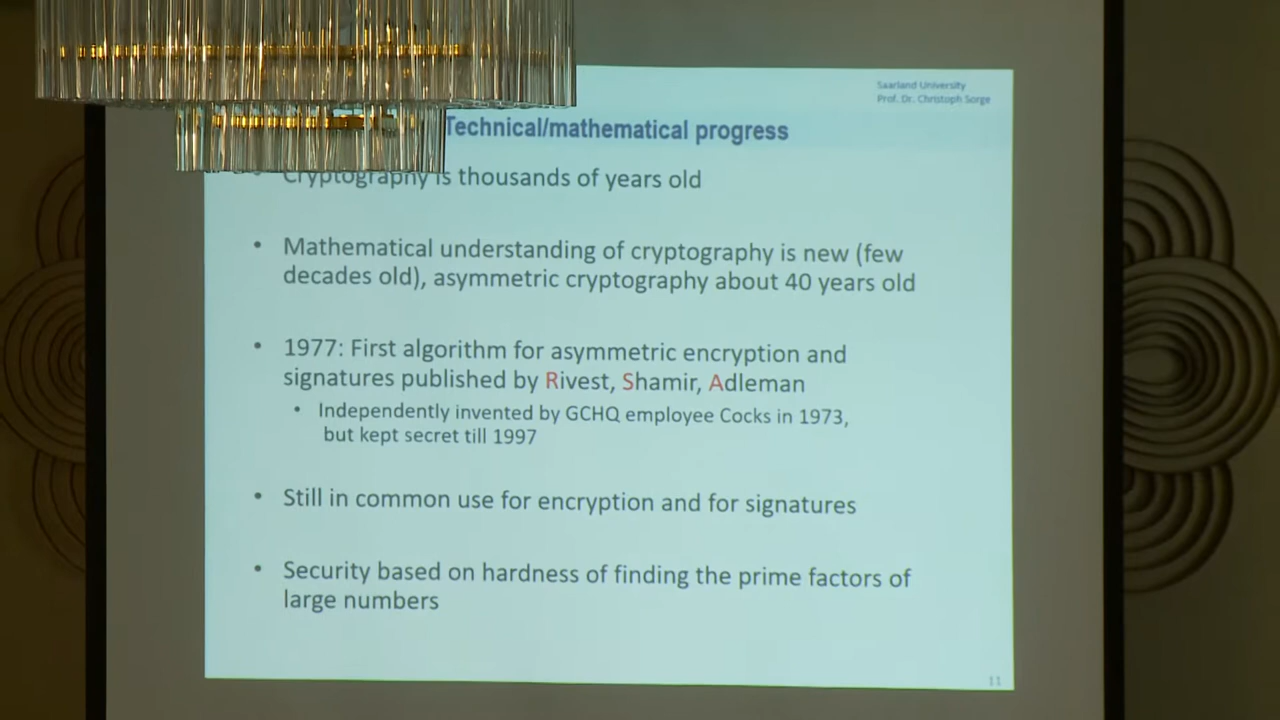 Saarland University
Prof. Dr. Christoph Sorge
Technical/mathematical progress
Cryptography is thousands of years old
• Mathematical understanding of cryptography is new (few
decades old), asymmetric cryptography about 40 years old
• 1977: First algorithm for asymmetric encryption and
signatures published by Rivest, Shamir, Adleman
• Independently invented by GCHQ employee Cocks in 1973,
but kept secret till 1997
• Still in common use for encryption and for signatures
• Security based on hardness of finding the prime factors of
large numbers
11